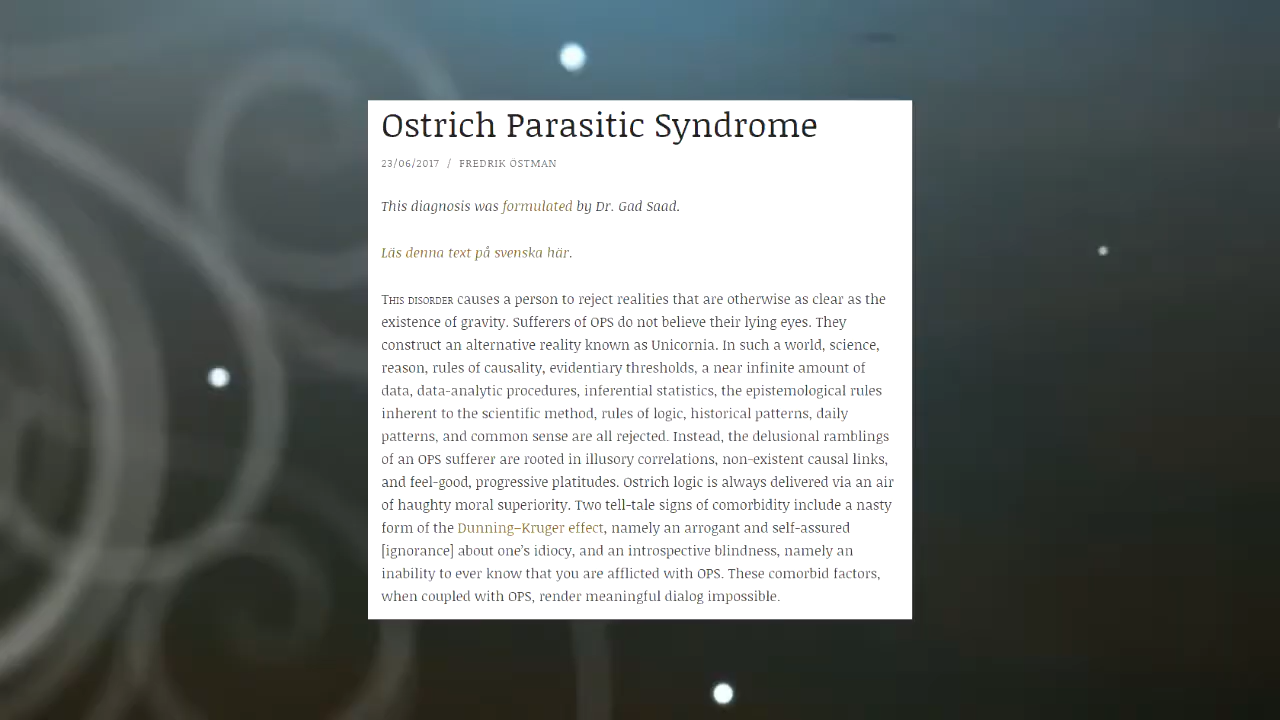 Ostrich Parasitic Syndrome
23/06/2017 / FREDRIK ÖSTMAN
This diagnosis was formulated by Dr. Gad Saad.
Läs denna text på svenska här.
THIS DISORDER causes a person to reject realities that are otherwise as clear as the
existence of gravity. Sufferers of OPS do not believe their lying eyes. They
construct an alternative reality known as Unicornia. In such a world, science,
reason, rules of causality, evidentiary thresholds, a near infinite amount of
data, data-analytic procedures, inferential statistics, the epistemological rules
inherent to the scientific method, rules of logic, historical patterns, daily
patterns, and common sense are all rejected. Instead, the delusional ramblings
of an OPS sufferer are rooted in illusory correlations, non-existent causal links,
and feel-good, progressive platitudes. Ostrich logic is always delivered via an air
of haughty moral superiority. Two tell-tale signs of comorbidity include a nasty
form of the Dunning–Kruger effect, namely an arrogant and self-assured
[ignorance] about one's idiocy, and an introspective blindness, namely an
inability to ever know that you are afflicted with OPS. These comorbid factors,
when coupled with OPS, render meaningful dialog impossible.